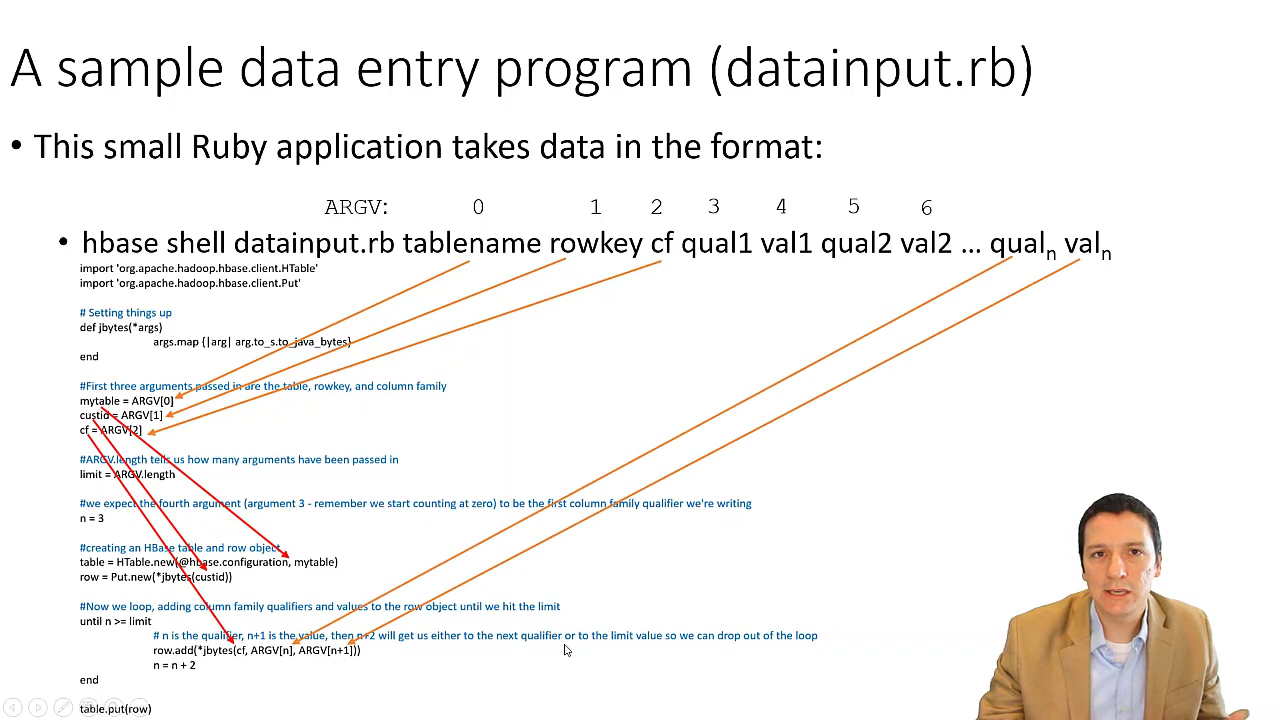 A sample data entry program (datainput.rb)
• This small Ruby application takes data in the format:
ARGV: 0 1 2 3 4 5 6
• hbase shell datainput.rb tablename rowkey cf qual1 val1 qual2 val2 … qualn valn
import 'org.apache.hadoop.hbase.client.HTable'
import 'org.apache.hadoop.hbase.client.Put'
# Setting things up
def jbytes(*args)
args.map {|arg| arg.to_s.to_java_bytes}
end
#First three arguments passed in are the table, rowkey, and column family
mytable = ARGV[0]
custid = ARGV[1]
cf = ARGV[2]
#ARGV.length tells us how many arguments have been passed in
limit = ARGV.length
#we expect the fourth argument (argument 3 - remember we start counting at zero) to be the first column family qualifier we're writing
n = 3
#creating an HBase table and row object
table = HTable.new(@hbase.configuration, mytable)
row = Put.new(*jbytes(custid))
#Now we loop, adding column family qualifiers and values to the row object until we hit the limit
until n >= limit
# n is the qualifier, n+1 is the value, then n+2 will get us either to the next qualifier or to the limit value so we can drop out of the loop
row.add(*jbytes(cf, ARGV[n], ARGV[n+1]))
n = n + 2
end
table.put(row)